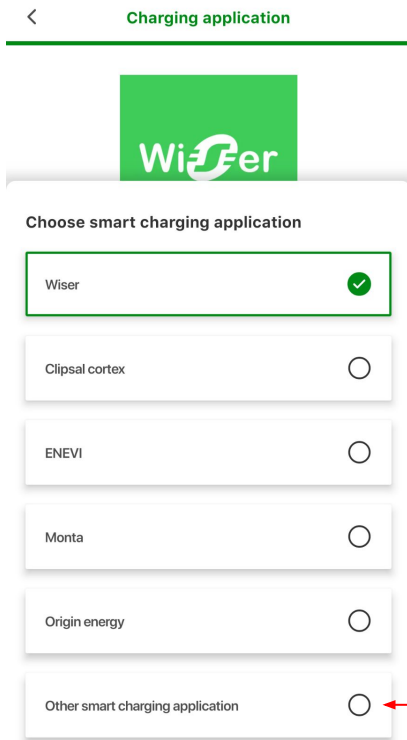 Charging application
Wiser
Choose smart charging application
Wiser
Clipsal cortex
ENEVI
Monta
Origin energy
Other smart charging application